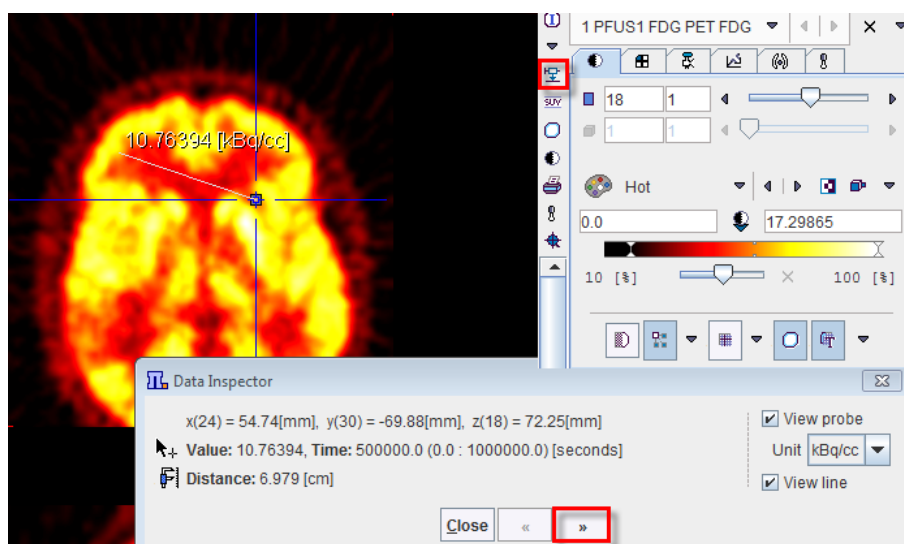 1 PFUS1 FDG PET FDG
10.76394 [kBq/cc]
SUV
18 1
1 1
Hot
0.0 17.29865
10 [%] 100 [%]
Data Inspector
x(24) = 54.74[mm], y(30) = -69.88[mm], z(18) = 72.25[mm]
Value: 10.76394, Time: 500000.0 (0.0 : 1000000.0) [seconds]
Distance: 6.979 [cm]
View probe
Unit kBq/cc
View line
Close « »